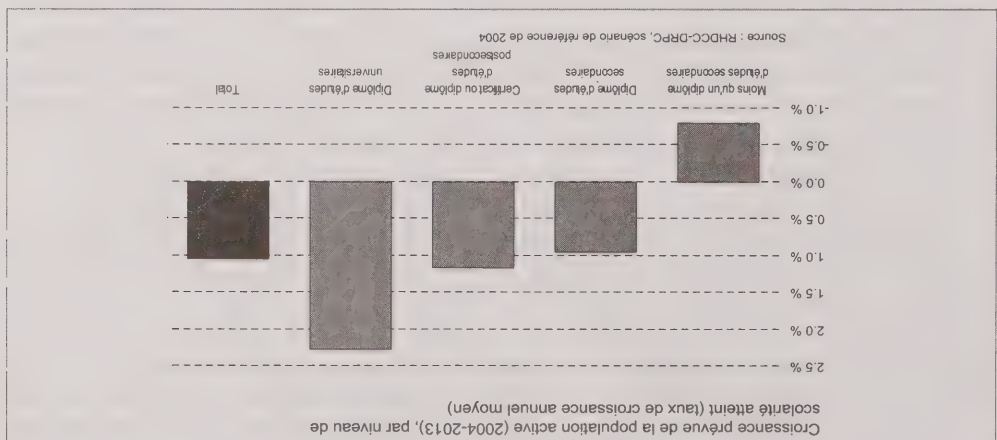 Croissance prévue de la population active (2004-2013), par niveau de
scolarité atteint (taux de croissance annuel moyen)
2.5 %
2.0 %
1.5 %
1.0 %
0.5 %
0.0 %
-0.5 %
-1.0 %
Moins qu'un diplôme
d'études secondaires
Diplôme d'études
secondaires
Certificat ou diplôme
d'études
postsecondaires
Diplôme d'études
universitaires
Total
Source : RHDCC-DRPC, scénario de référence de 2004